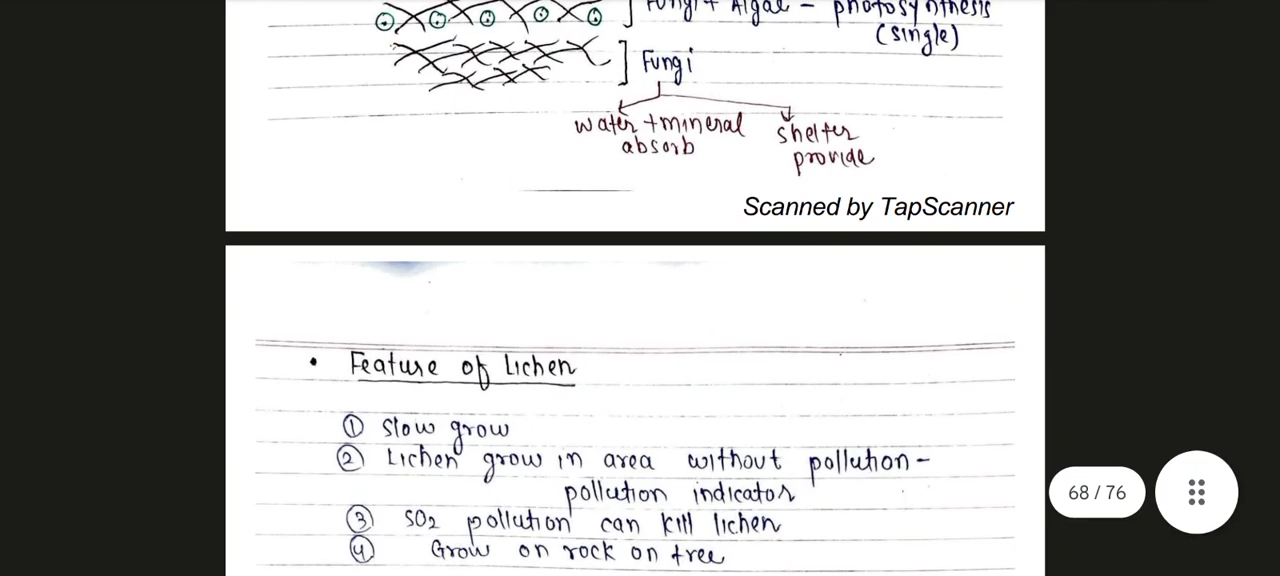 Fungi + Algae - photosynthesis
(single)
Fungi
water + mineral absorb
shelter provide
Scanned by TapScanner
• Feature of Lichen
① Slow grow
② Lichen grow in area without pollution -
pollution indicator
③ SO2 pollution can kill lichen
④ Grow on rock on tree
68 / 76